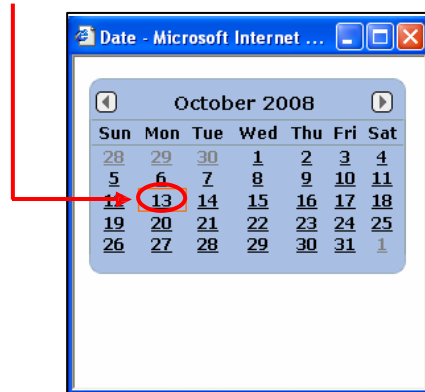 Date - Microsoft Internet ...
October 2008
Sun Mon Tue Wed Thu Fri Sat
28 29 30 1 2 3 4
5 6 7 8 9 10 11
12 13 14 15 16 17 18
19 20 21 22 23 24 25
26 27 28 29 30 31 1